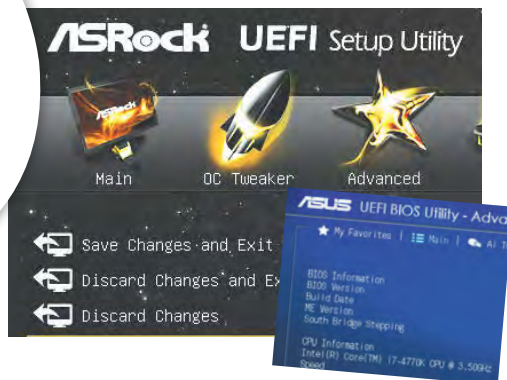 ASRock UEFI Setup Utility
Main OC Tweaker Advanced
Save Changes and Exit
Discard Changes and
Discard Changes
ASUS UEFI BIOS Utility -
My Favorites | Main | AI
BIOS Information
BIOS Version
Build Date
ME Version
South Bridge Stepping
CPU Information
Intel(R) Core(TM) i7-4770K CPU @ 3.50GHz
Speed